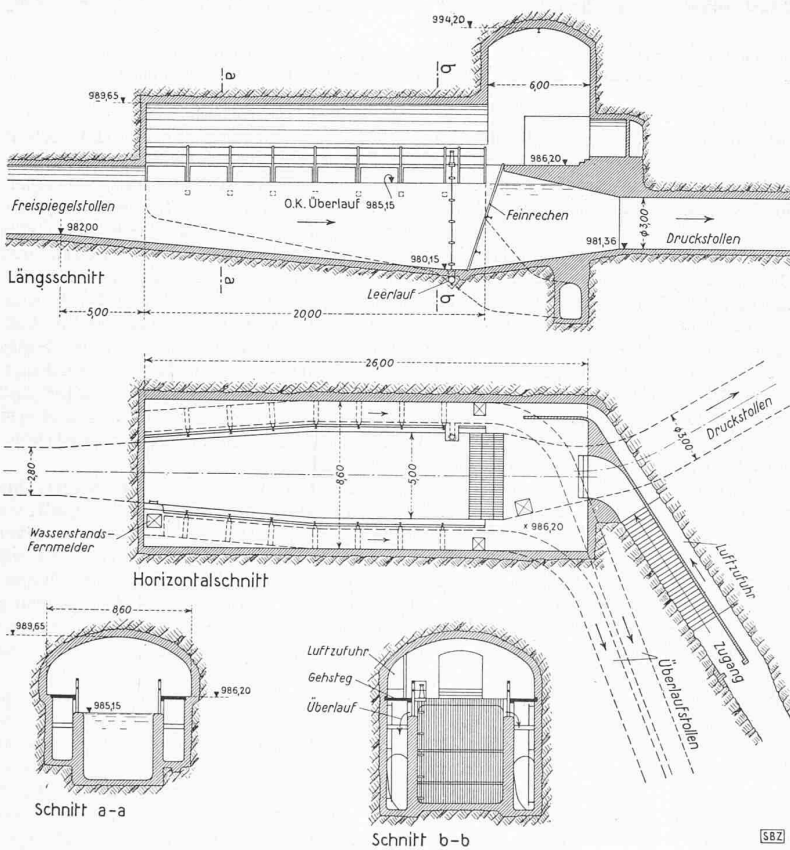 994,20
a
b
989,65
6,00
986,20
O.K. Überlauf 985,15
Freispiegelstollen
Feinrechen
982,00
980,15
981,36
φ3,00
Druckstollen
Längsschnitt
a
Leerlauf
b
5,00
20,00
26,00
Druckstollen
φ3,00
2,80
8,60
5,00
× 986,20
Wasserstands-
fernmelder
Luftzufuhr
Horizontalschnitt
Zugang
Überlaufstollen
8,60
989,65
986,20
985,15
Luftzufuhr
Gehsteg
Überlauf
Schnitt a-a
Schnitt b-b
SBZ